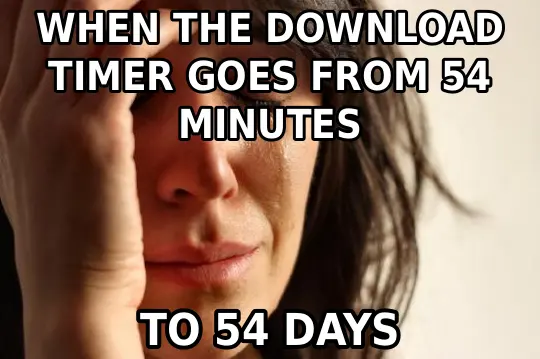 WHEN THE DOWNLOAD
TIMER GOES FROM 54
MINUTES
TO 54 DAYS